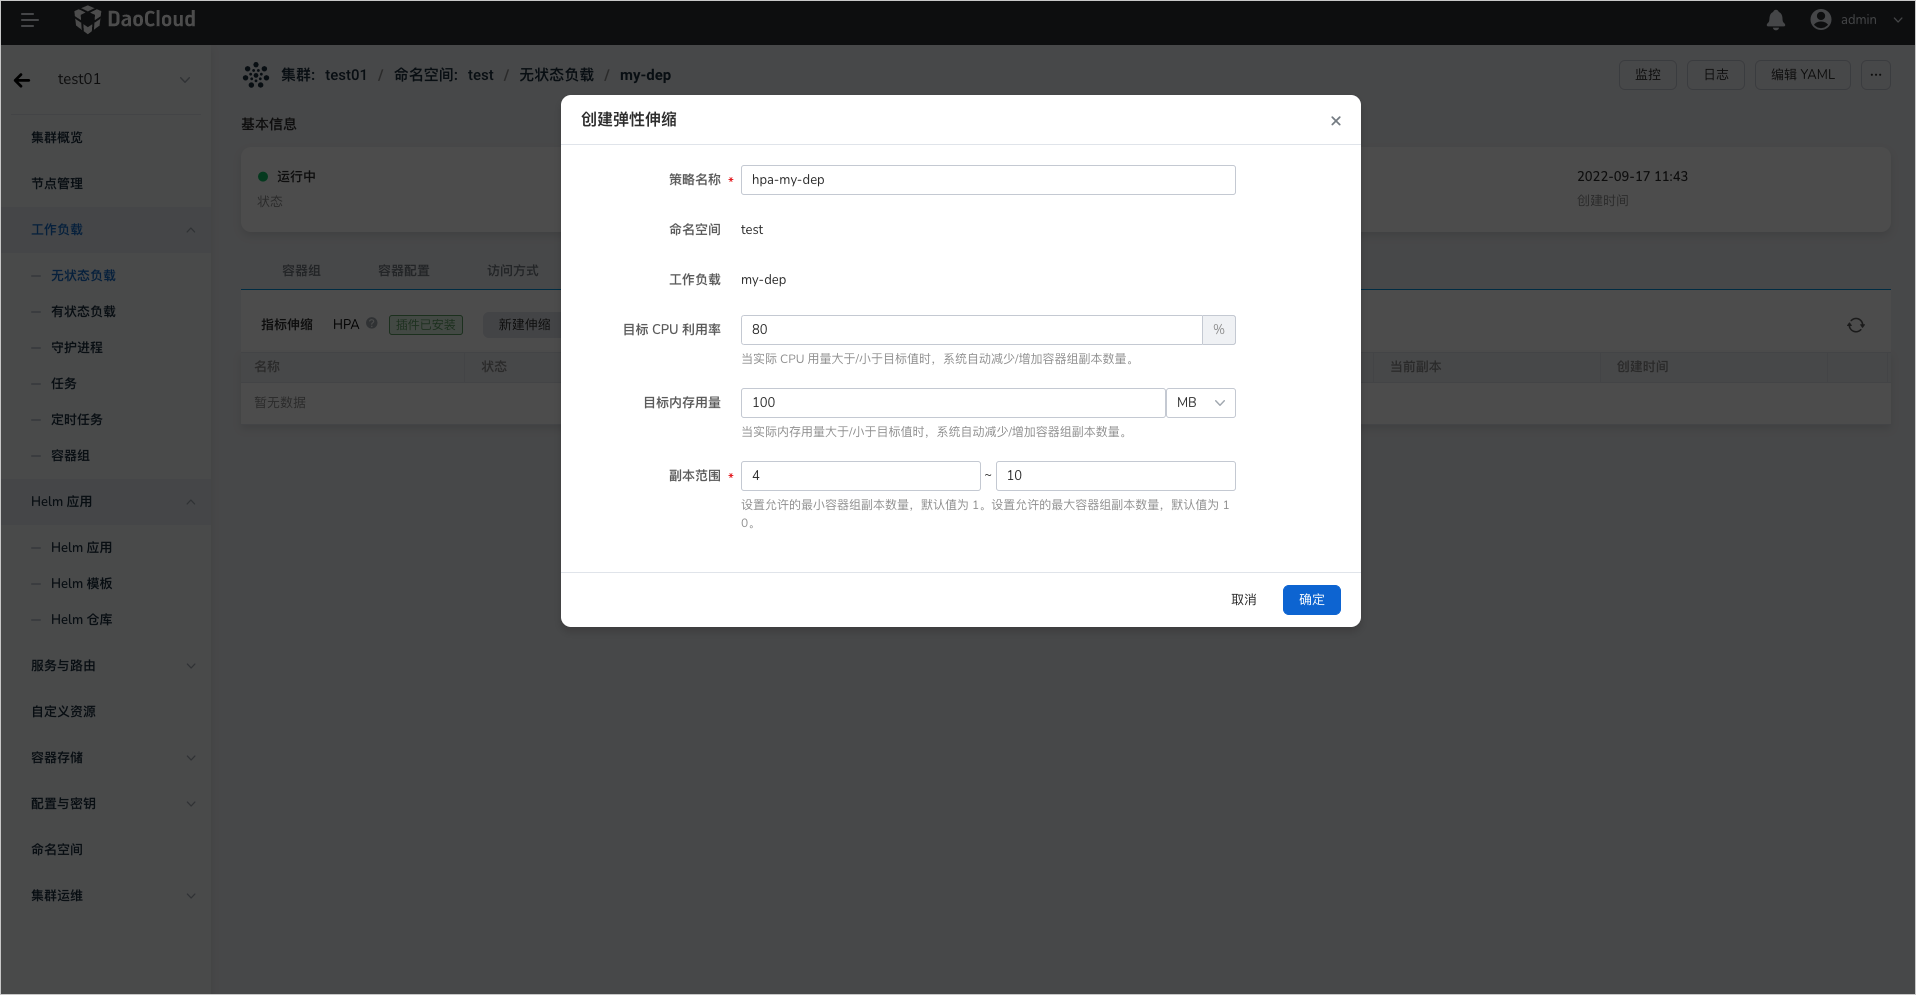 DaoCloud
admin
test01
集群: test01 / 命名空间: test / 无状态负载 / my-dep
监控
日志
编辑 YAML
集群概览
节点管理
工作负载
无状态负载
有状态负载
守护进程
任务
定时任务
容器组
Helm 应用
Helm 应用
Helm 模板
Helm 仓库
服务与路由
自定义资源
容器存储
配置与密钥
命名空间
集群运维
基本信息
运行中
状态
2022-09-17 11:43
创建时间
容器组 容器配置 访问方式
指标伸缩 HPA 插件已安装 新建伸缩
名称 状态 当前副本 创建时间
暂无数据
创建弹性伸缩
策略名称 * hpa-my-dep
命名空间 test
工作负载 my-dep
目标 CPU 利用率 80 %
当实际 CPU 用量大于/小于目标值时，系统自动减少/增加容器组副本数量。
目标内存用量 100 MB
当实际内存用量大于/小于目标值时，系统自动减少/增加容器组副本数量。
副本范围 * 4 ~ 10
设置允许的最小容器组副本数量，默认值为 1。设置允许的最大容器组副本数量，默认值为 1
0。
取消 确定